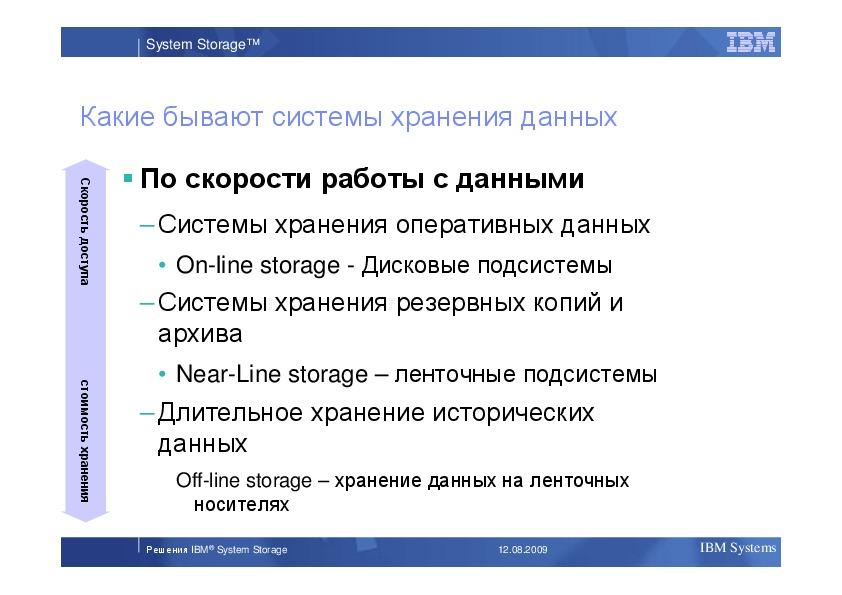 System Storage™
IBM
Какие бывают системы хранения данных
Скорость доступа
стоимость хранения
По скорости работы с данными
–Системы хранения оперативных данных
• On-line storage - Дисковые подсистемы
–Системы хранения резервных копий и
архива
• Near-Line storage – ленточные подсистемы
–Длительное хранение исторических
данных
Off-line storage – хранение данных на ленточных
носителях
Решения IBM® System Storage
12.08.2009
IBM Systems